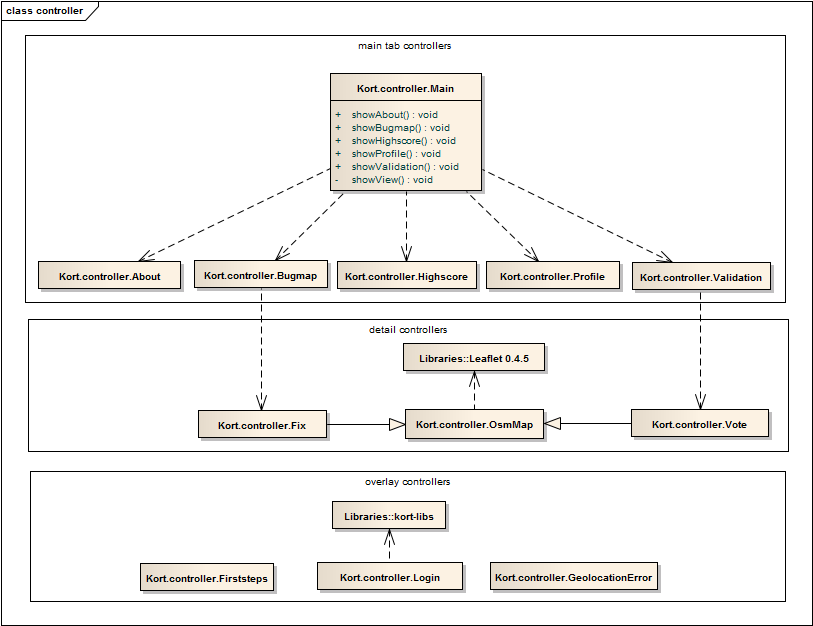 class controller
main tab controllers
Kort.controller.Main
+ showAbout() : void
+ showBugmap() : void
+ showHighscore() : void
+ showProfile() : void
+ showValidation() : void
- showView() : void
Kort.controller.About
Kort.controller.Bugmap
Kort.controller.Highscore
Kort.controller.Profile
Kort.controller.Validation
detail controllers
Libraries::Leaflet 0.4.5
Kort.controller.Fix
Kort.controller.OsmMap
Kort.controller.Vote
overlay controllers
Libraries::kort-libs
Kort.controller.Firststeps
Kort.controller.Login
Kort.controller.GeolocationError